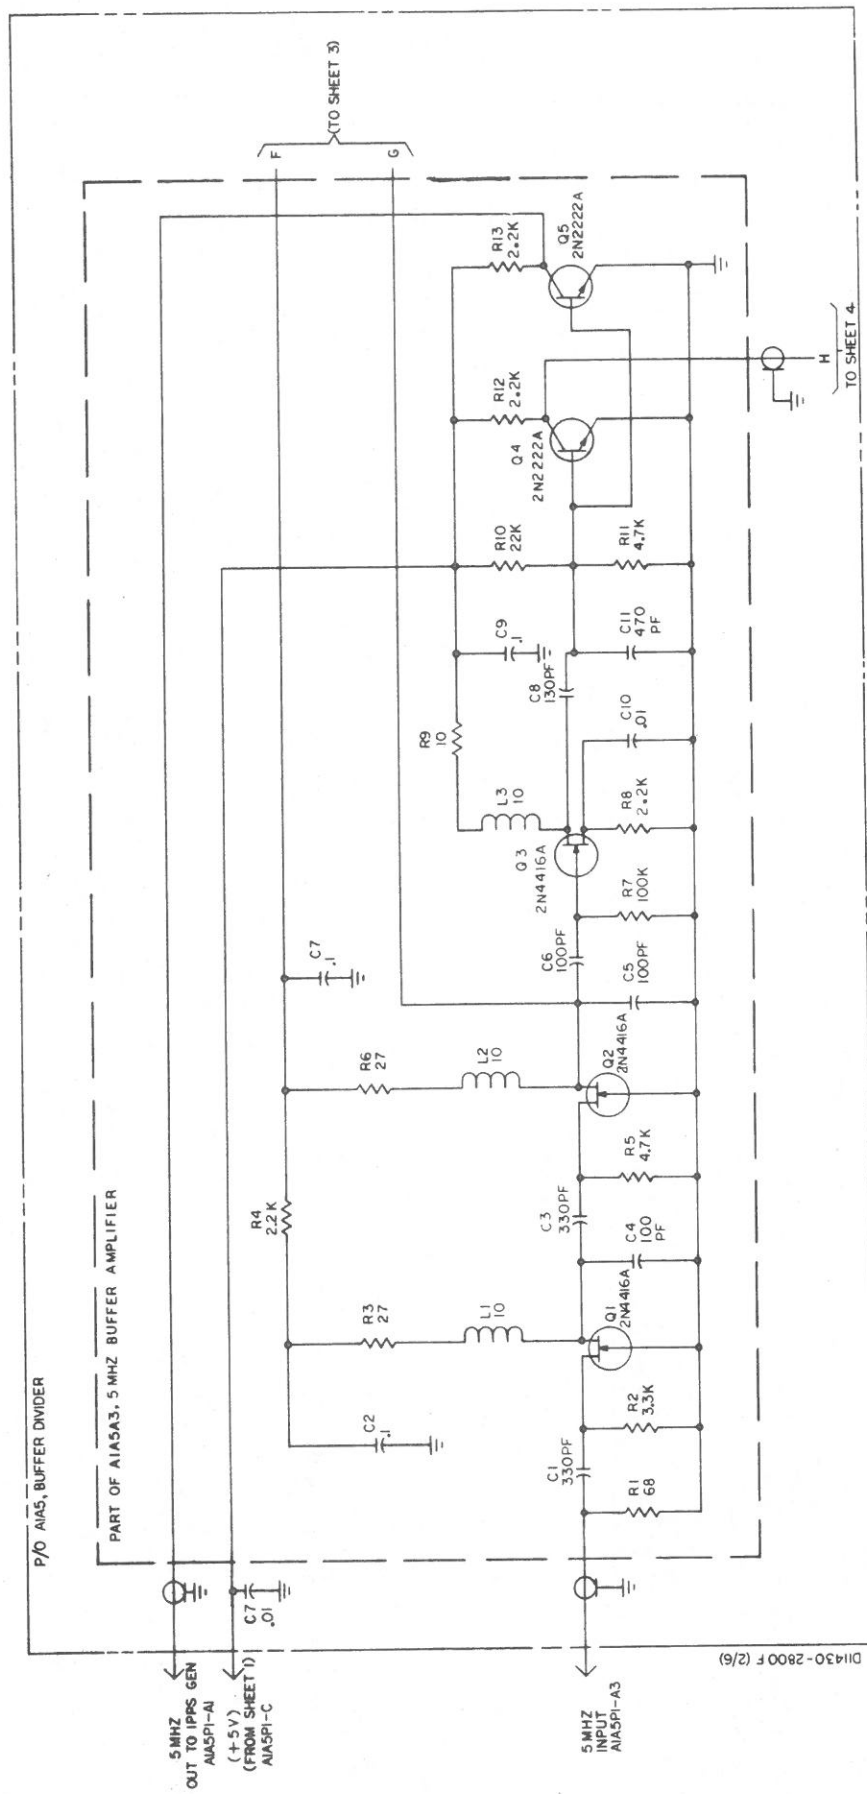 P/O A1A5, BUFFER DIVIDER
PART OF A1A5A3, 5 MHZ BUFFER AMPLIFIER
5 MHZ
OUT TO 1PPS GEN
A1A5P1-A1
(+5V)
(FROM SHEET 1)
A1A5P1-C
C7
.01
5 MHZ
INPUT
A1A5P1-A3
R1
68
C1
330PF
R2
3.3K
C2
.1
R3
27
L1
10
Q1
2N4416A
C4
100
PF
C3
330PF
R4
2.2K
R5
4.7K
Q2
2N4416A
R6
27
L2
10
C7
.1
C5
100PF
C6
100PF
R7
100K
Q3
2N4416A
R8
2.2K
L3
10
R9
10
C10
.01
C8
130PF
C9
.1
C11
470
PF
R10
22K
R11
4.7K
Q4
2N2222A
R12
2.2K
R13
2.2K
Q5
2N2222A
F
G
(TO SHEET 3)
H
TO SHEET 4
D11430-2800 F (2/6)